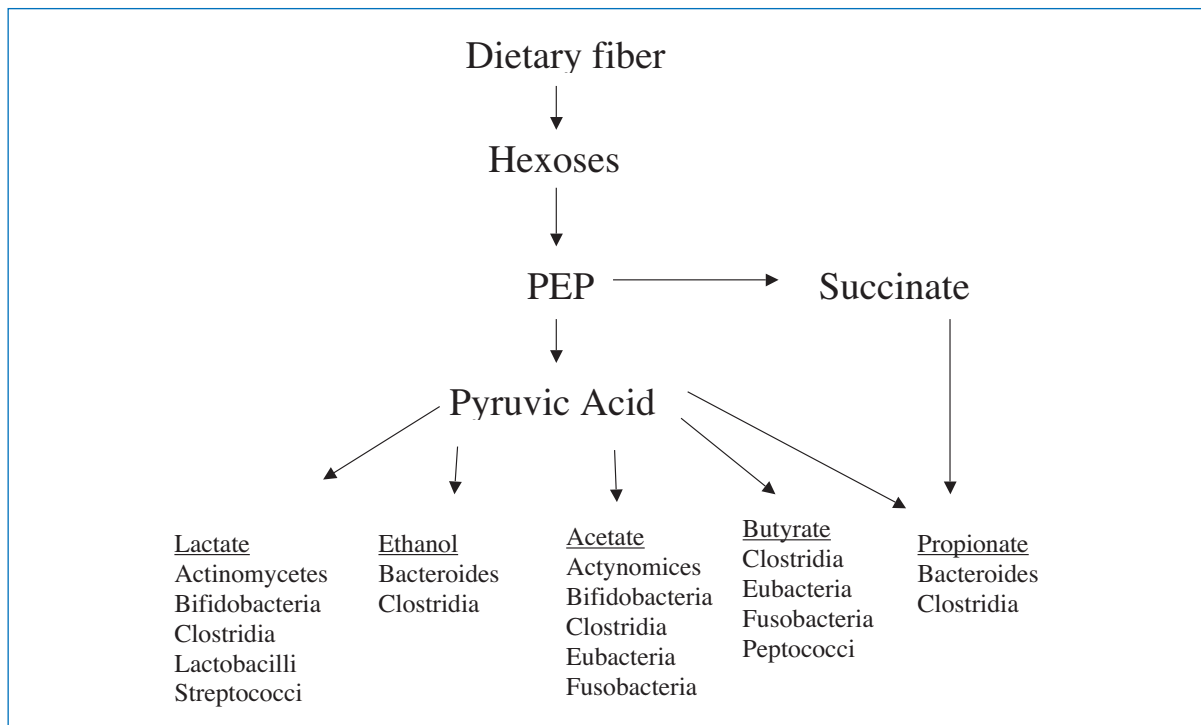 Dietary fiber
Hexoses
PEP
Succinate
Pyruvic Acid
Lactate
Actinomycetes
Bifidobacteria
Clostridia
Lactobacilli
Streptococci
Ethanol
Bacteroides
Clostridia
Acetate
Actynomices
Bifidobacteria
Clostridia
Eubacteria
Fusobacteria
Butyrate
Clostridia
Eubacteria
Fusobacteria
Peptococci
Propionate
Bacteroides
Clostridia